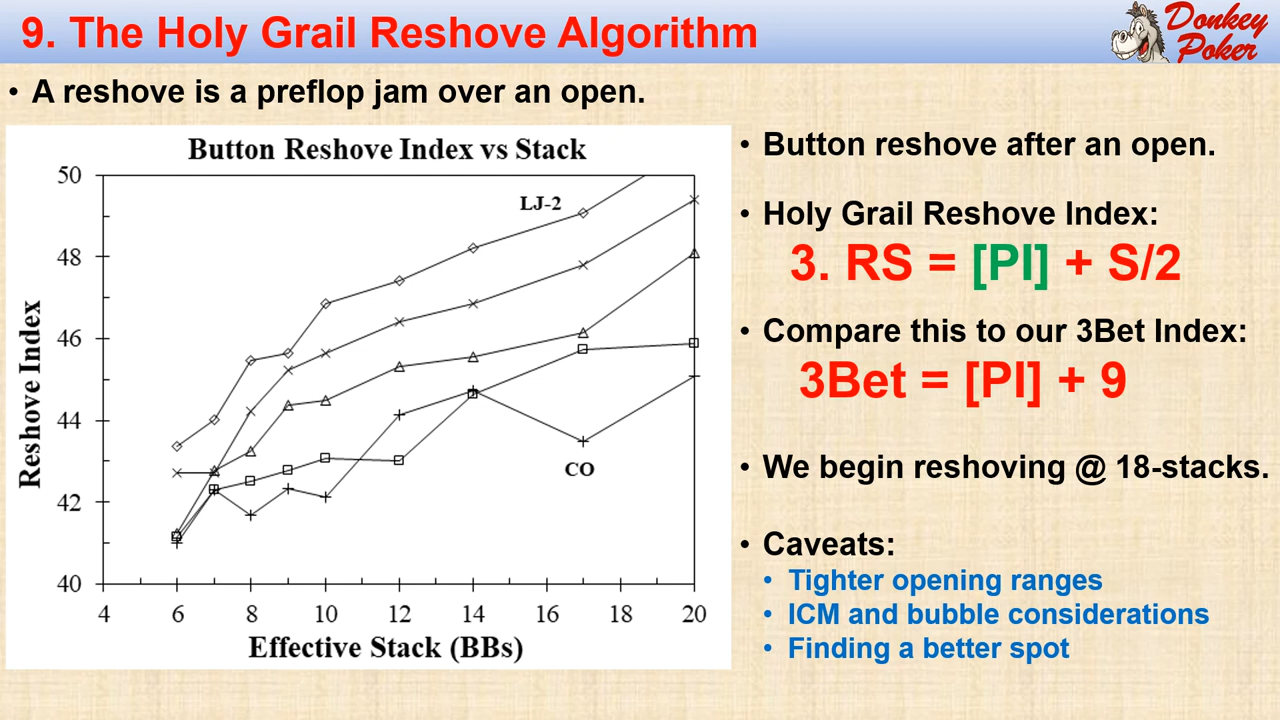 9. The Holy Grail Reshove Algorithm
Donkey
Poker
• A reshove is a preflop jam over an open.
Button Reshove Index vs Stack
50
48
46
44
42
40
Reshove Index
LJ-2
CO
4 6 8 10 12 14 16 18 20
Effective Stack (BBs)
• Button reshove after an open.
• Holy Grail Reshove Index:
3. RS = [PI] + S/2
• Compare this to our 3Bet Index:
3Bet = [PI] + 9
• We begin reshoving @ 18-stacks.
• Caveats:
• Tighter opening ranges
• ICM and bubble considerations
• Finding a better spot